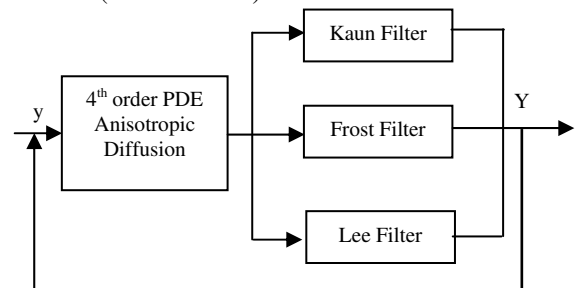 Kaun Filter
4th order PDE
Anisotropic
Diffusion
y
Frost Filter
Y
Lee Filter